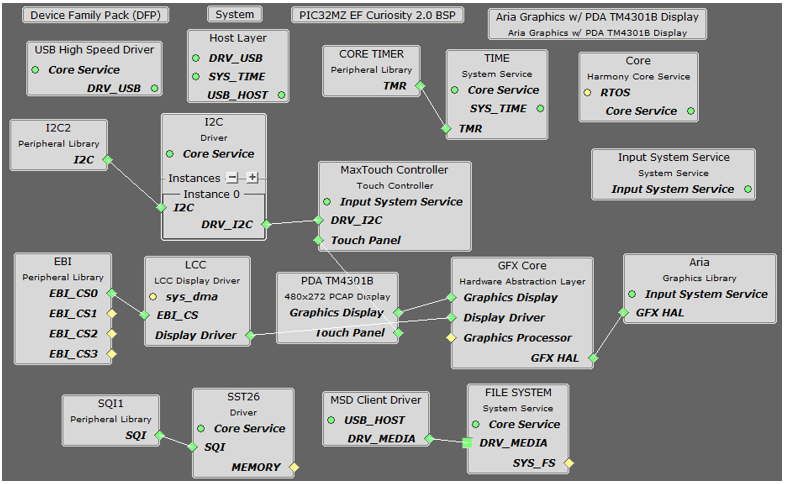 Device Family Pack (DFP)
System
PIC32MZ EF Curiosity 2.0 BSP
Aria Graphics w/ PDA TM4301B Display
Aria Graphics w/ PDA TM4301B Display
USB High Speed Driver
Core Service
DRV_USB
Host Layer
DRV_USB
SYS_TIME
USB_HOST
CORE TIMER
Peripheral Library
TMR
TIME
System Service
Core Service
SYS_TIME
TMR
Core
Harmony Core Service
RTOS
Core Service
I2C2
Peripheral Library
I2C
I2C
Driver
Core Service
Instances
Instance 0
I2C
DRV_I2C
MaxTouch Controller
Touch Controller
Input System Service
DRV_I2C
Touch Panel
Input System Service
System Service
Input System Service
EBI
Peripheral Library
EBI_CS0
EBI_CS1
EBI_CS2
EBI_CS3
LCC
LCC Display Driver
sys_dma
EBI_CS
Display Driver
PDA TM4301B
480x272 PCAP Display
Graphics Display
Touch Panel
GFX Core
Hardware Abstraction Layer
Graphics Display
Display Driver
Graphics Processor
GFX HAL
Aria
Graphics Library
Input System Service
GFX HAL
SQI1
Peripheral Library
SQI
SST26
Driver
Core Service
SQI
MEMORY
MSD Client Driver
USB_HOST
DRV_MEDIA
FILE SYSTEM
System Service
Core Service
DRV_MEDIA
SYS_FS